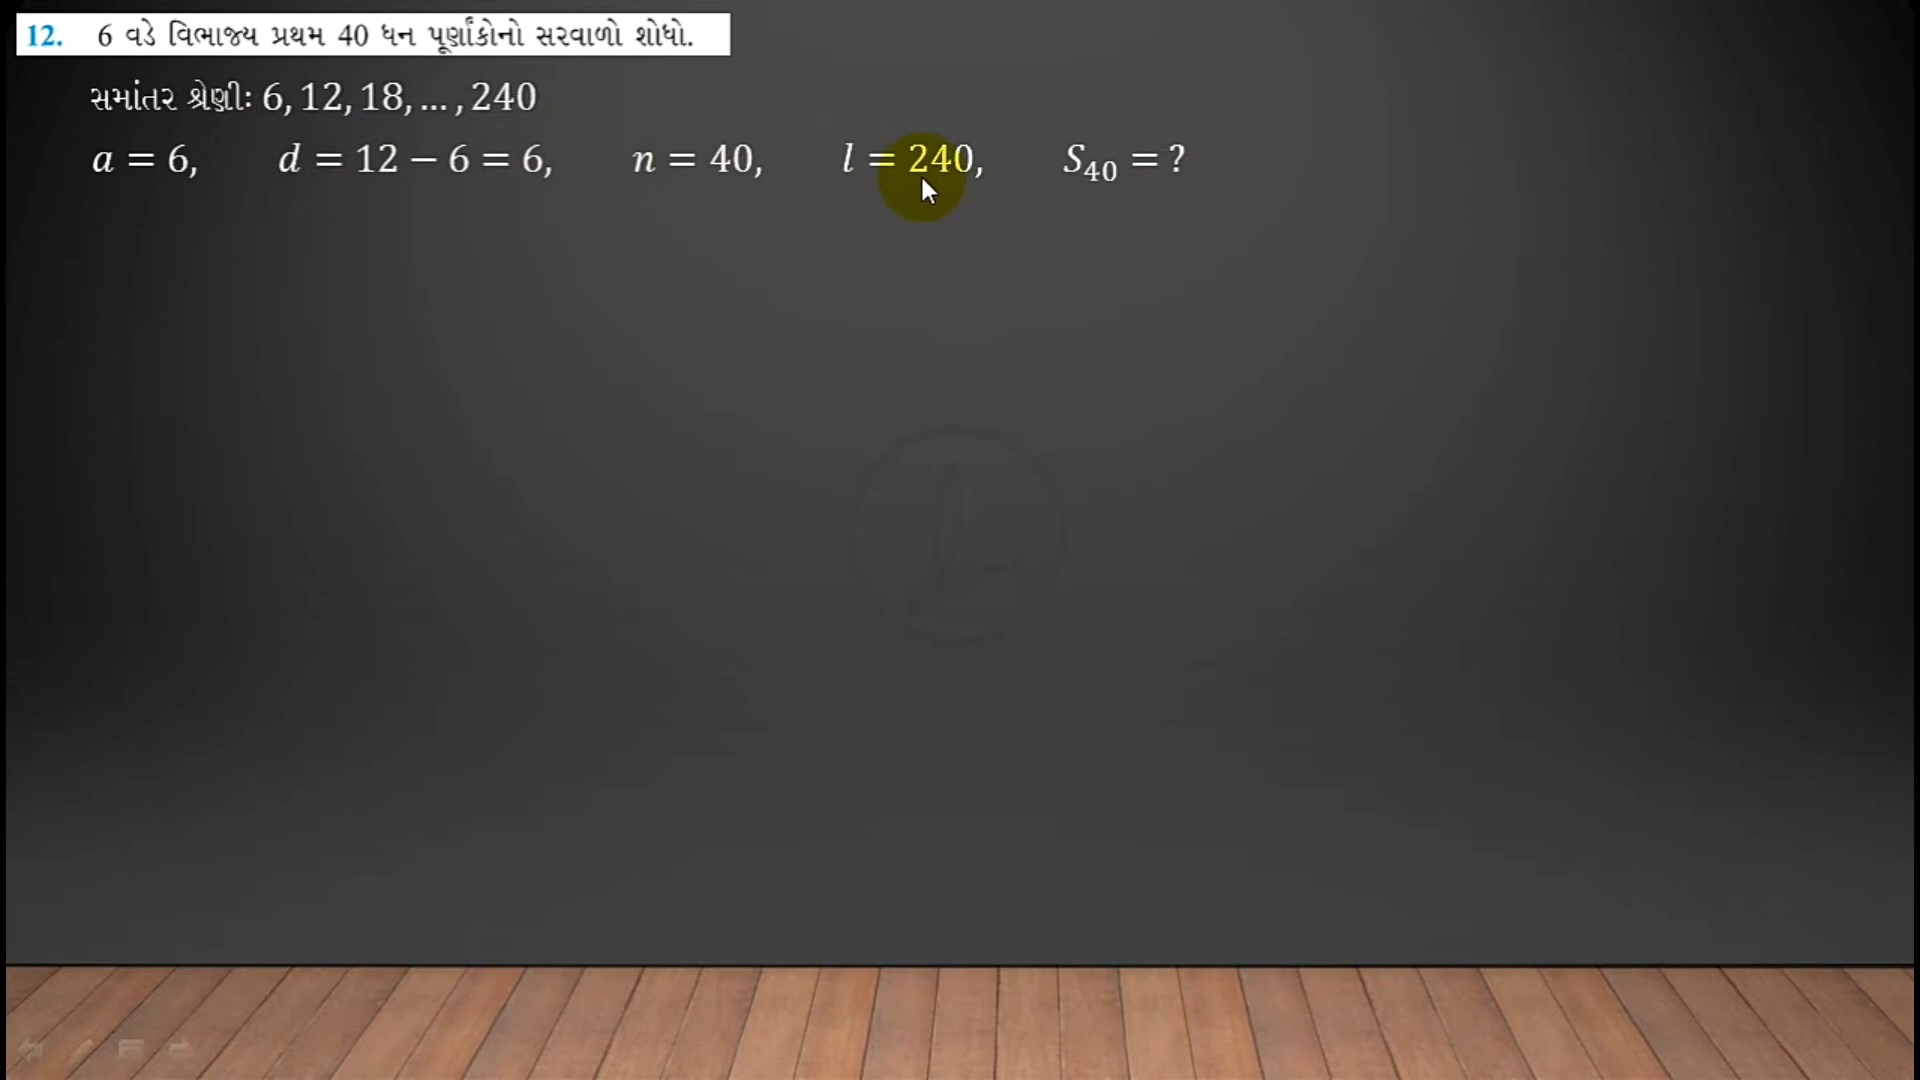 12. 6 વડે વિભાજ્ય પ્રથમ 40 ધન પૂર્ણાંકોનો સરવાળો શોધો.
સમાંતર શ્રેણીઃ 6, 12, 18, ... , 240
a = 6, d = 12 − 6 = 6, n = 40, l = 240, S₄₀ = ?